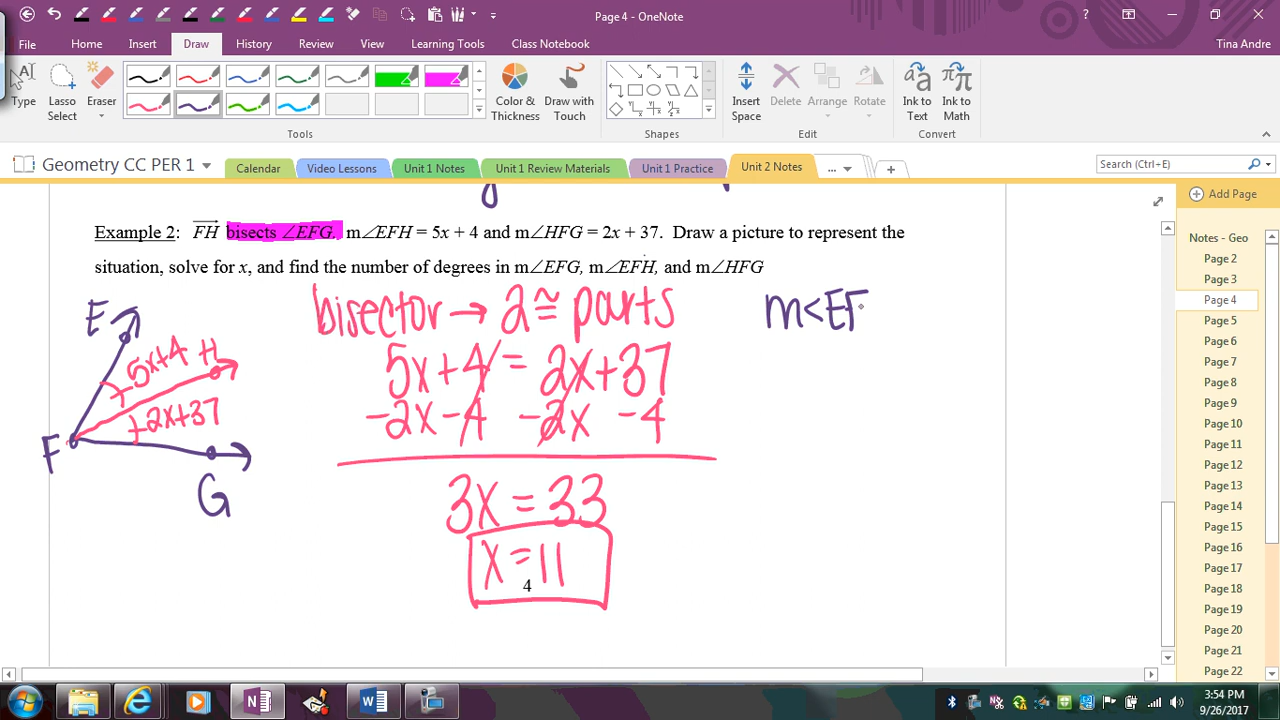 Page 4 - OneNote
?
File Home Insert Draw History Review View Learning Tools Class Notebook Tina Andre
Type
Lasso Select
Eraser
Color & Thickness
Draw with Touch
Insert Space
Delete
Arrange
Rotate
Ink to Text
Ink to Math
Tools Shapes Edit Convert
Geometry CC PER 1
Calendar Video Lessons Unit 1 Notes Unit 1 Review Materials Unit 1 Practice Unit 2 Notes ...
Search (Ctrl+E)
Add Page
Notes - Geo
Page 2
Page 3
Page 4
Page 5
Page 6
Page 7
Page 8
Page 9
Page 10
Page 11
Page 12
Page 13
Page 14
Page 15
Page 16
Page 17
Page 18
Page 19
Page 20
Page 21
Page 22
Example 2: FH bisects ∠EFG, m∠EFH = 5x + 4 and m∠HFG = 2x + 37. Draw a picture to represent the
situation, solve for x, and find the number of degrees in m∠EFG, m∠EFH, and m∠HFG
E
5x+4 H
2x+37
F
G
bisector → 2 ≅ parts
5x+4 = 2x+37
-2x -4 -2x -4
3x = 33
x = 11
4
m<EF
3:54 PM
9/26/2017